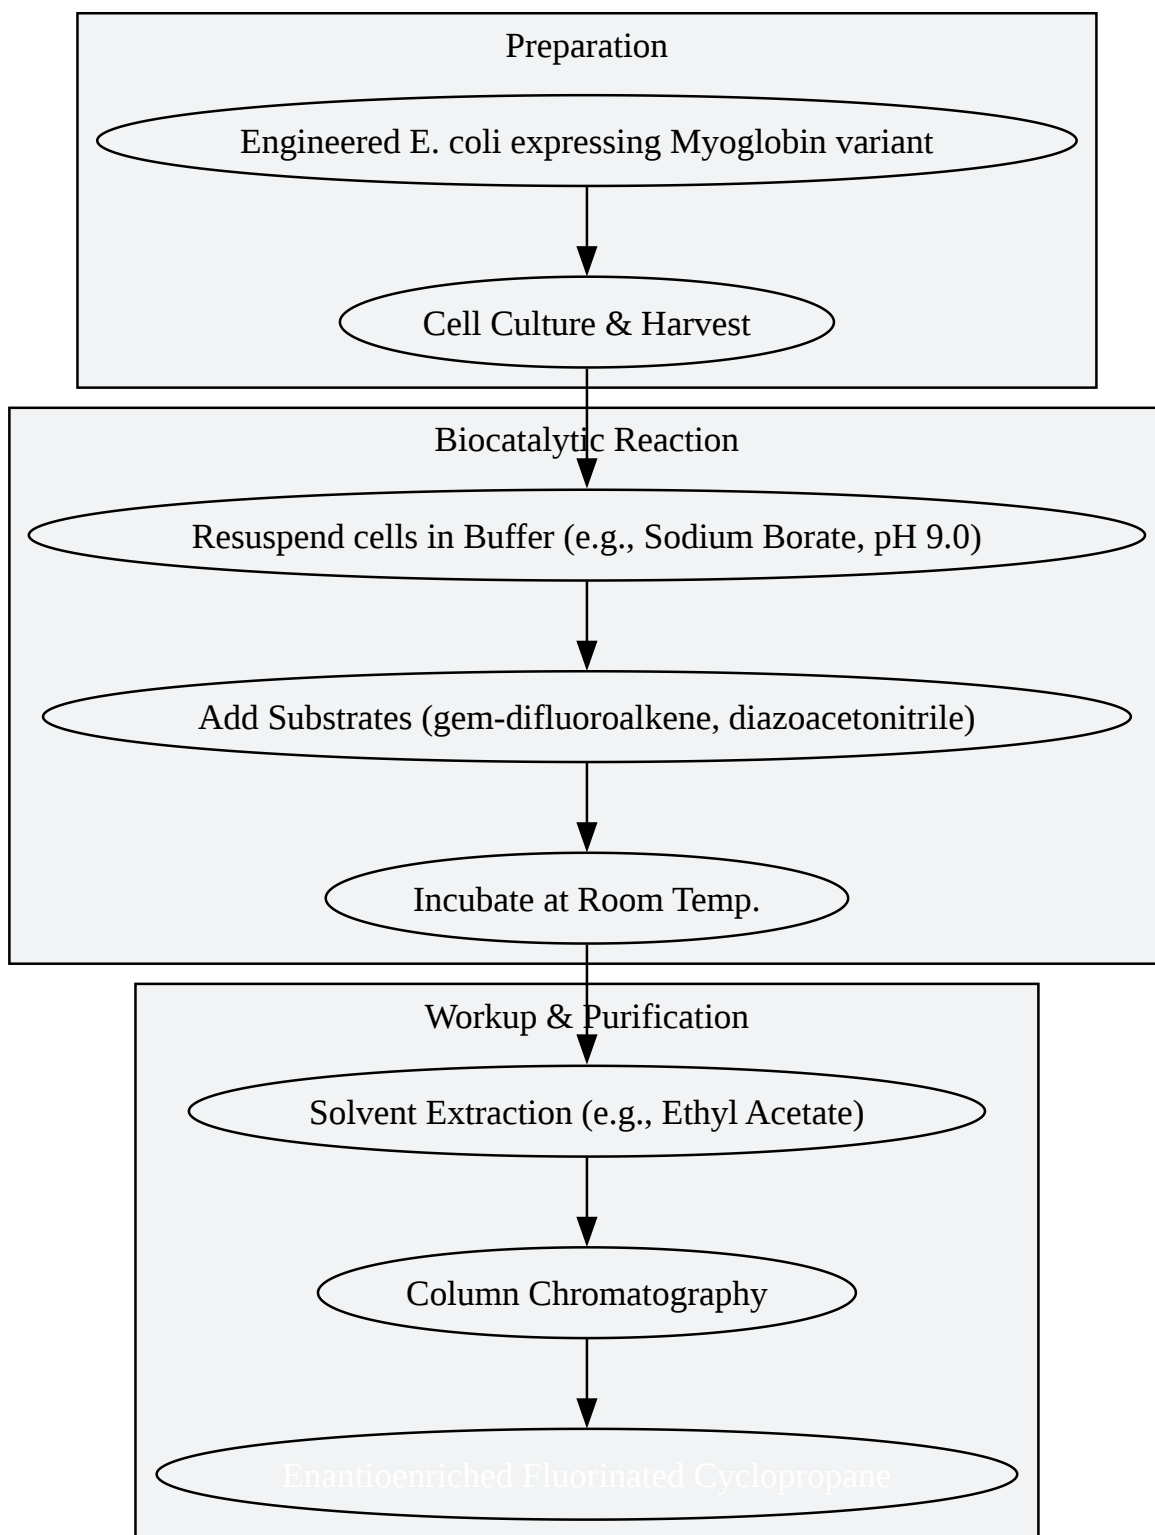 Preparation
Engineered E. coli expressing Myoglobin variant
Cell Culture & Harvest
Biocatalytic Reaction
Resuspend cells in Buffer (e.g., Sodium Borate, pH 9.0)
Add Substrates (gem-difluoroalkene, diazoacetonitrile)
Incubate at Room Temp.
Workup & Purification
Solvent Extraction (e.g., Ethyl Acetate)
Column Chromatography
Enantioenriched Fluorinated Cyclopropane